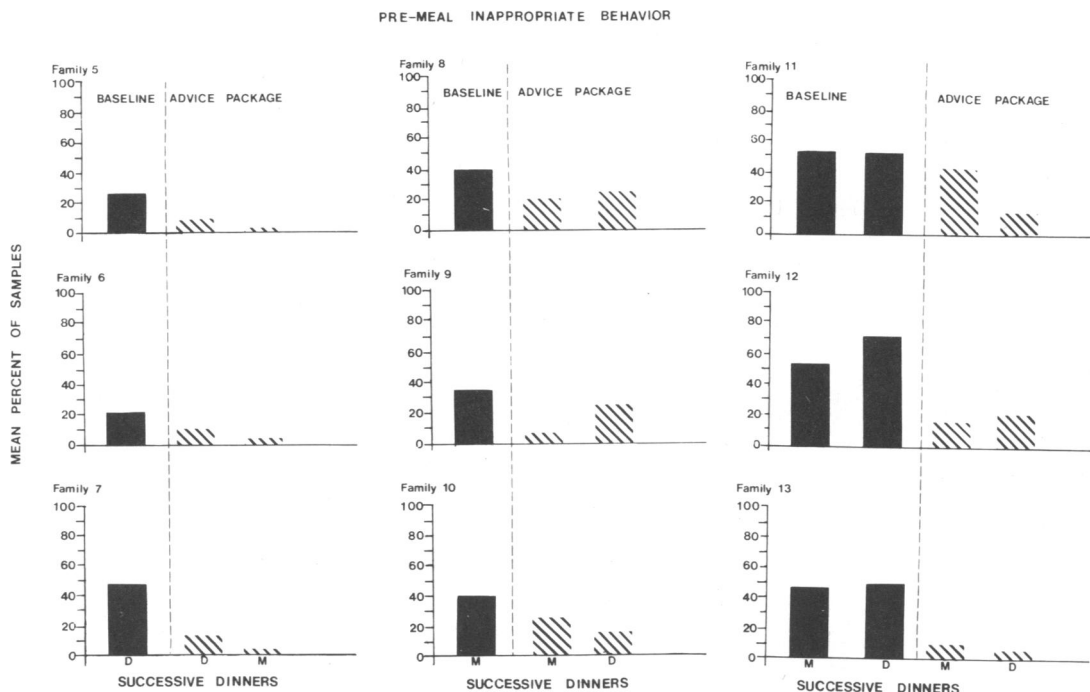 PRE-MEAL INAPPROPRIATE BEHAVIOR
MEAN PERCENT OF SAMPLES
Family 5
BASELINE ADVICE PACKAGE
100
80
60
40
20
0
Family 6
100
80
60
40
20
0
Family 7
100
80
60
40
20
0
D D M
SUCCESSIVE DINNERS
Family 8
BASELINE ADVICE PACKAGE
100
80
60
40
20
0
Family 9
100
80
60
40
20
0
Family 10
100
80
60
40
20
0
M M D
SUCCESSIVE DINNERS
Family 11
BASELINE ADVICE PACKAGE
100
80
60
40
20
0
Family 12
100
80
60
40
20
0
Family 13
100
80
60
40
20
0
M D M D
SUCCESSIVE DINNERS